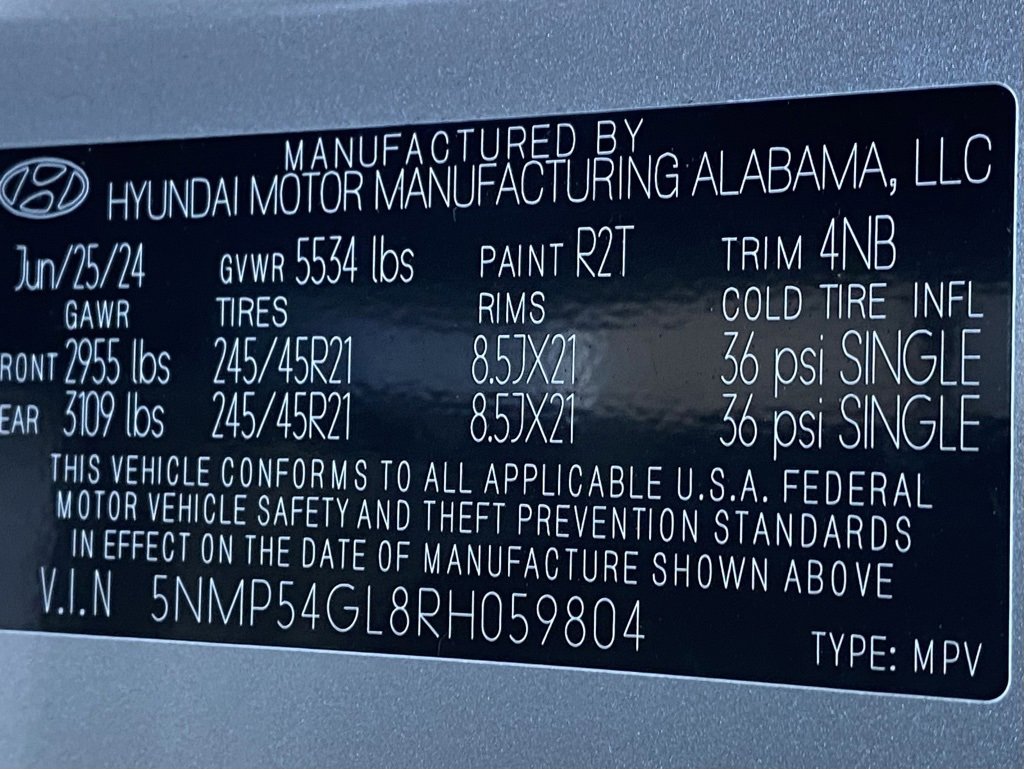 MANUFACTURED BY
HYUNDAI MOTOR MANUFACTURING ALABAMA, LLC
Jun/25/24 GVWR 5534 lbs PAINT R2T TRIM 4NB
GAWR TIRES RIMS COLD TIRE INFL
RONT 2955 lbs 245/45R21 8.5JX21 36 psi SINGLE
EAR 3109 lbs 245/45R21 8.5JX21 36 psi SINGLE
THIS VEHICLE CONFORMS TO ALL APPLICABLE U.S.A. FEDERAL
MOTOR VEHICLE SAFETY AND THEFT PREVENTION STANDARDS
IN EFFECT ON THE DATE OF MANUFACTURE SHOWN ABOVE
V.I.N 5NMP54GL8RH059804
TYPE: MPV